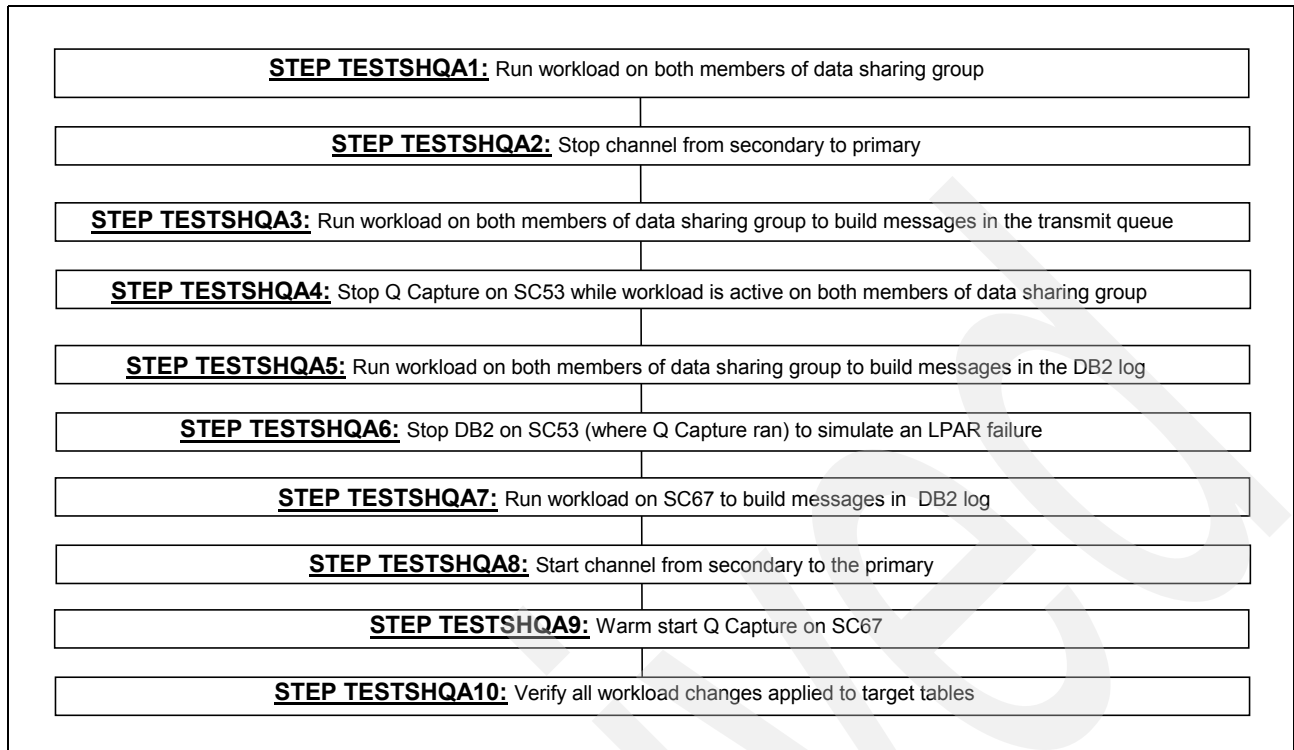 STEP TESTSHQA1: Run workload on both members of data sharing group
STEP TESTSHQA2: Stop channel from secondary to primary
STEP TESTSHQA3: Run workload on both members of data sharing group to build messages in the transmit queue
STEP TESTSHQA4: Stop Q Capture on SC53 while workload is active on both members of data sharing group
STEP TESTSHQA5: Run workload on both members of data sharing group to build messages in the DB2 log
STEP TESTSHQA6: Stop DB2 on SC53 (where Q Capture ran) to simulate an LPAR failure
STEP TESTSHQA7: Run workload on SC67 to build messages in DB2 log
STEP TESTSHQA8: Start channel from secondary to the primary
STEP TESTSHQA9: Warm start Q Capture on SC67
STEP TESTSHQA10: Verify all workload changes applied to target tables